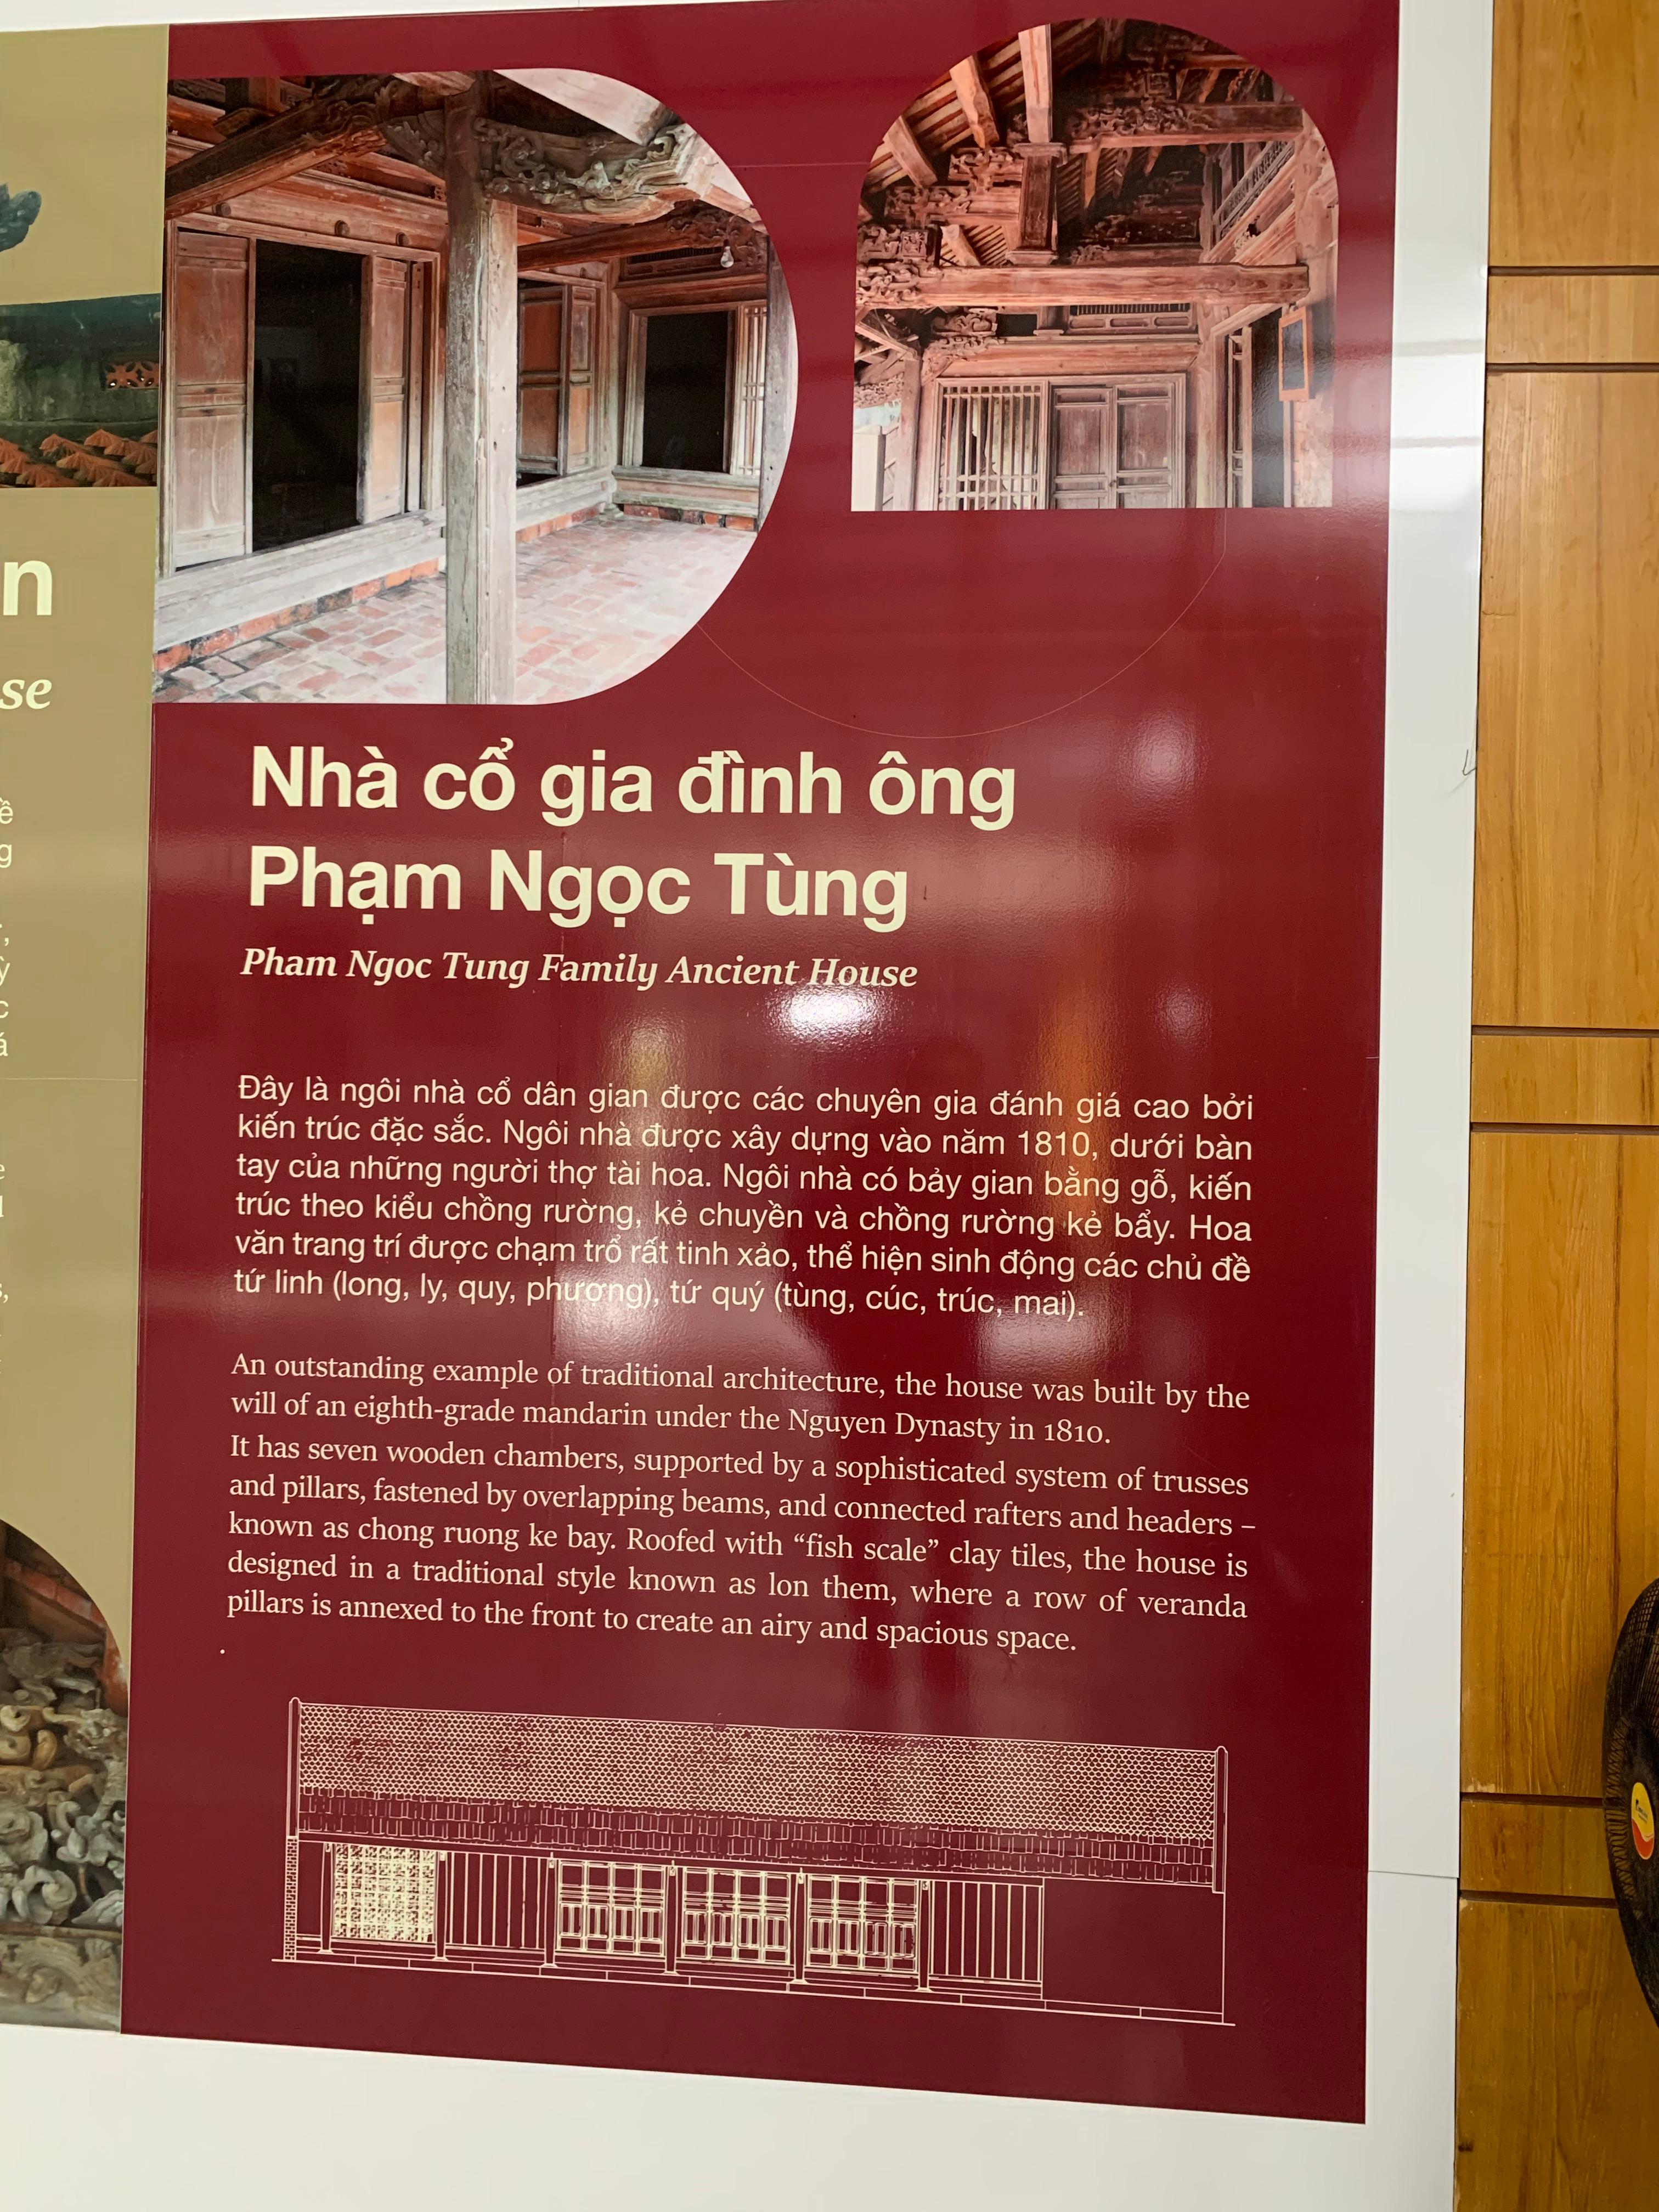 n
se
ề
g
ỳ
c
á
Nhà cổ gia đình ông
Phạm Ngọc Tùng
Pham Ngoc Tung Family Ancient House
Đây là ngôi nhà cổ dân gian được các chuyên gia đánh giá cao bởi
kiến trúc đặc sắc. Ngôi nhà được xây dựng vào năm 1810, dưới bàn
tay của những người thợ tài hoa. Ngôi nhà có bảy gian bằng gỗ, kiến
trúc theo kiểu chồng rường, kẻ chuyền và chồng rường kẻ bẩy. Hoa
văn trang trí được chạm trổ rất tinh xảo, thể hiện sinh động các chủ đề
tứ linh (long, ly, quy, phượng), tứ quý (tùng, cúc, trúc, mai).
An outstanding example of traditional architecture, the house was built by the
will of an eighth-grade mandarin under the Nguyen Dynasty in 1810.
It has seven wooden chambers, supported by a sophisticated system of trusses
and pillars, fastened by overlapping beams, and connected rafters and headers –
known as chong ruong ke bay. Roofed with “fish scale” clay tiles, the house is
designed in a traditional style known as lon them, where a row of veranda
pillars is annexed to the front to create an airy and spacious space.